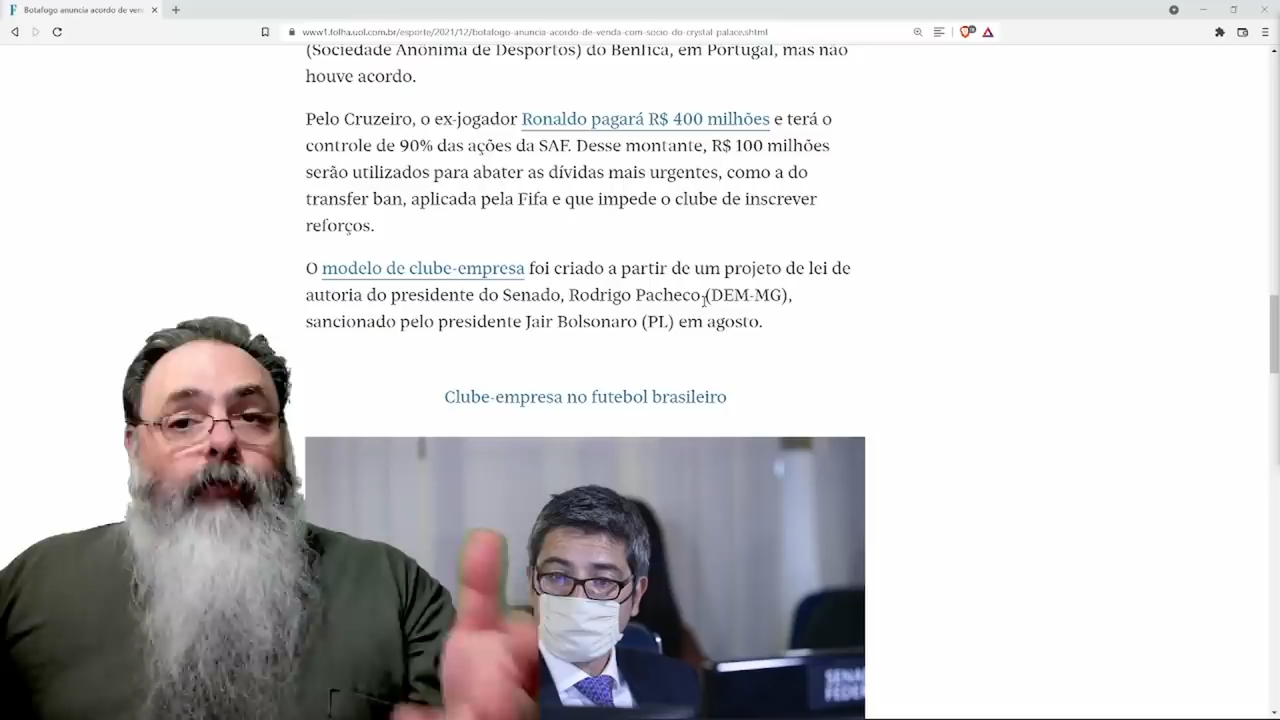 Botafogo anuncia acordo de ven
www1.folha.uol.com.br/esporte/2021/12/botafogo-anuncia-acordo-de-venda-com-socio-do-crystal-palace.shtml
(Sociedade Anônima de Desportos) do Benfica, em Portugal, mas não
houve acordo.
Pelo Cruzeiro, o ex-jogador Ronaldo pagará R$ 400 milhões e terá o
controle de 90% das ações da SAF. Desse montante, R$ 100 milhões
serão utilizados para abater as dívidas mais urgentes, como a do
transfer ban, aplicada pela Fifa e que impede o clube de inscrever
reforços.
O modelo de clube-empresa foi criado a partir de um projeto de lei de
autoria do presidente do Senado, Rodrigo Pacheco (DEM-MG),
sancionado pelo presidente Jair Bolsonaro (PL) em agosto.
Clube-empresa no futebol brasileiro